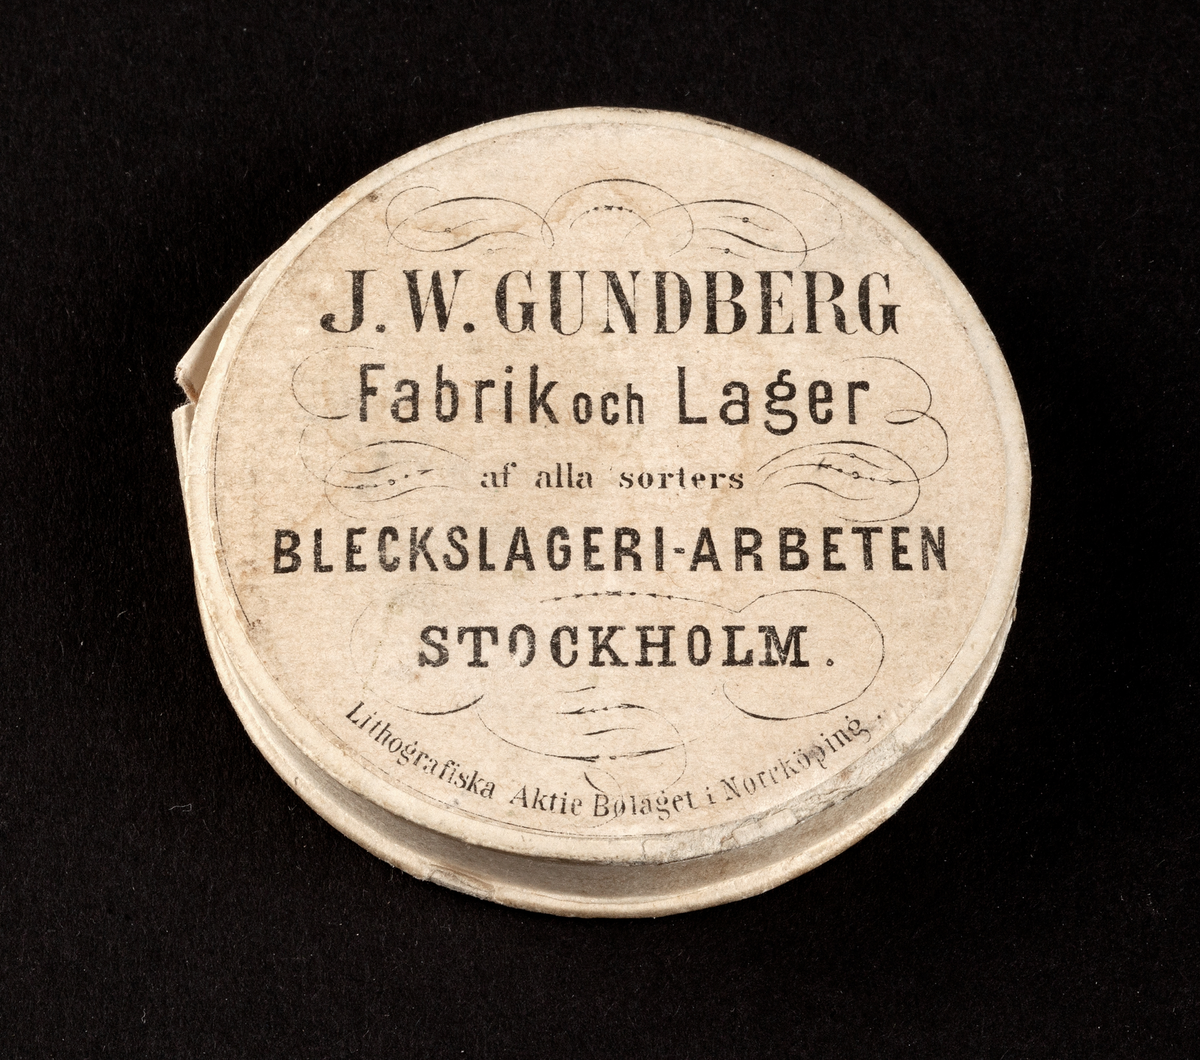 J. W. GUNDBERG
Fabrik och Lager
af alla sorters
BLECKSLAGERI-ARBETEN
STOCKHOLM.
Lithografiska Aktie Bolaget i Norrköping